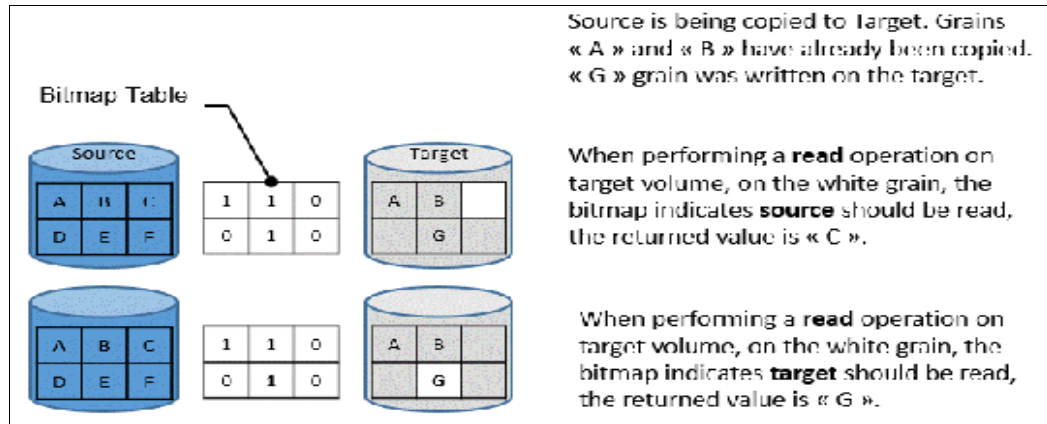 Source is being copied to Target. Grains
« A » and « B » have already been copied.
« G » grain was written on the target.
Bitmap Table
Source
Target
A B C
1 1 0
A B
D E F
0 1 0
G
When performing a read operation on
target volume, on the white grain, the
bitmap indicates source should be read,
the returned value is « C ».
A B C
1 1 0
A B
D E F
0 1 0
G
When performing a read operation on
target volume, on the white grain, the
bitmap indicates target should be read,
the returned value is « G ».